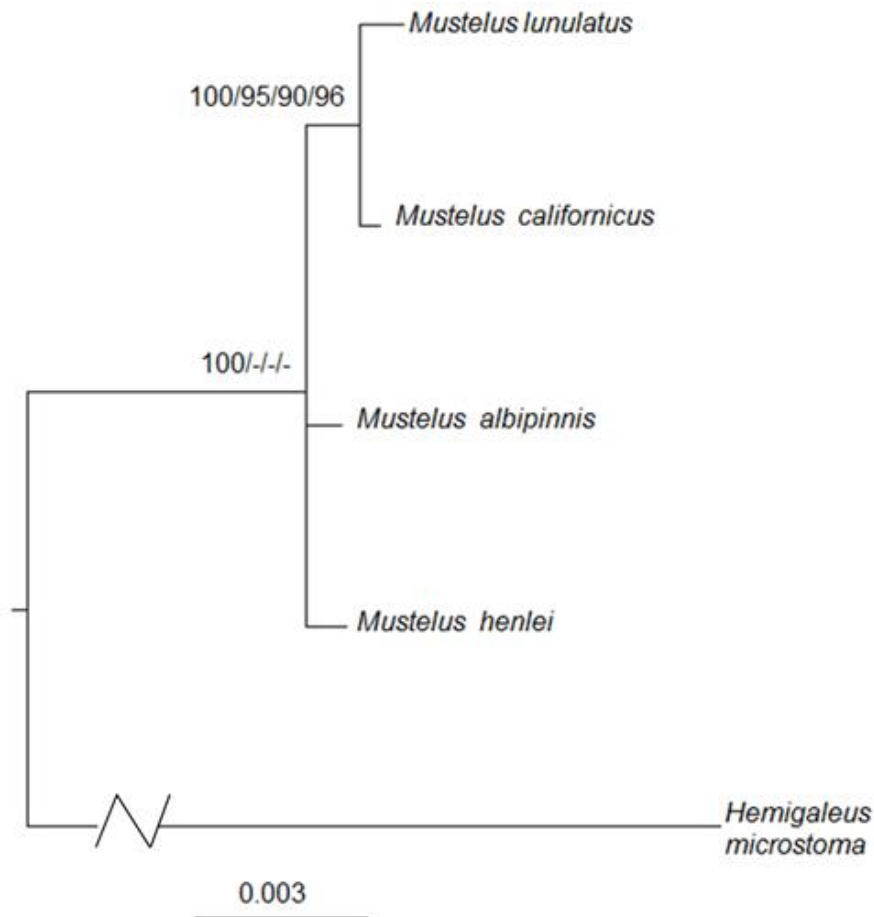 Mustelus lunulatus
100/95/90/96
Mustelus californicus
100/-/-/-
Mustelus albipinnis
Mustelus henlei
Hemigaleus
microstoma
0.003